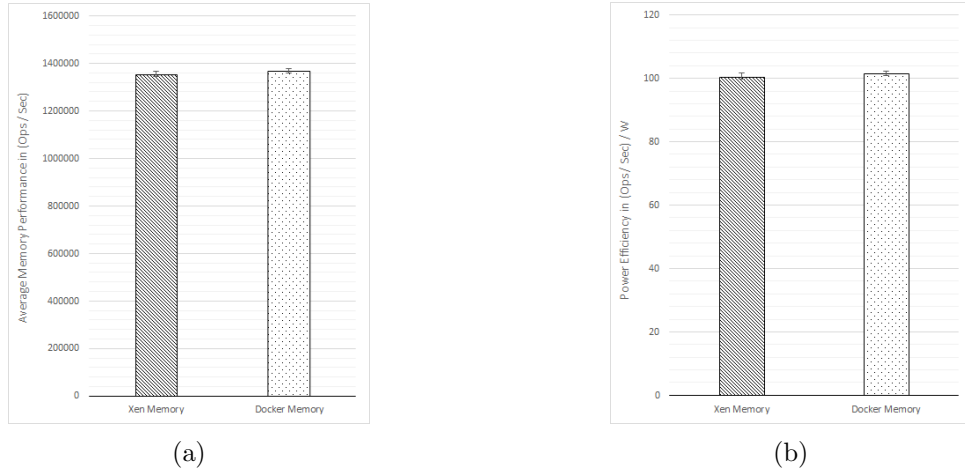 Average Memory Performance in (Ops / Sec)
1600000
1400000
1200000
1000000
800000
600000
400000
200000
0
Xen Memory
Docker Memory
(a)
Power Efficiency in (Ops / Sec) / W
120
100
80
60
40
20
0
Xen Memory
Docker Memory
(b)